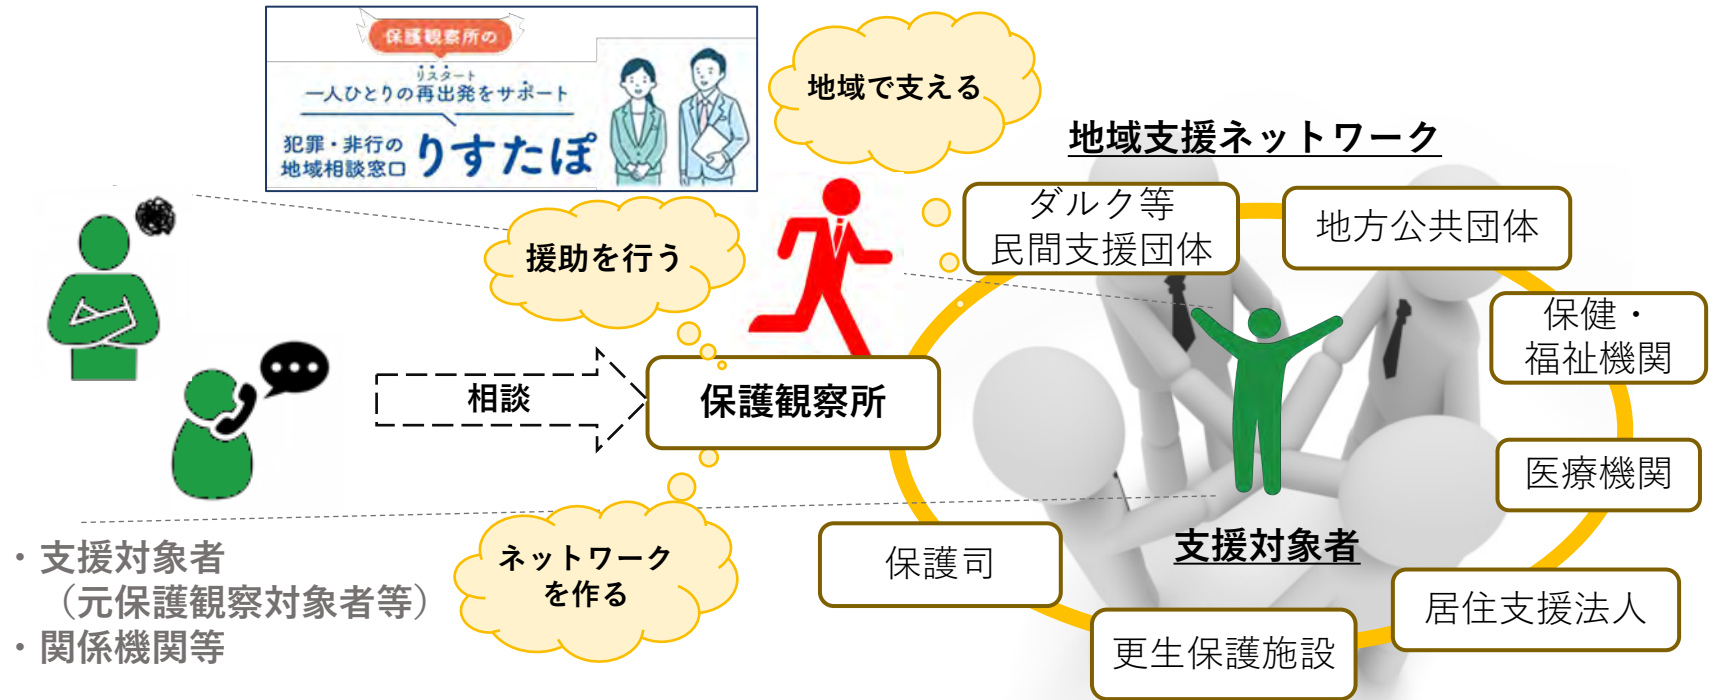 保護観察所の
リスタート
一人ひとりの再出発をサポート
犯罪・非行の
地域相談窓口
りすたぽ
地域で支える
地域支援ネットワーク
ダルク等
民間支援団体
地方公共団体
援助を行う
保健・
福祉機関
相談
保護観察所
医療機関
ネットワーク
を作る
保護司
支援対象者
居住支援法人
更生保護施設
・支援対象者
（元保護観察対象者等）
・関係機関等